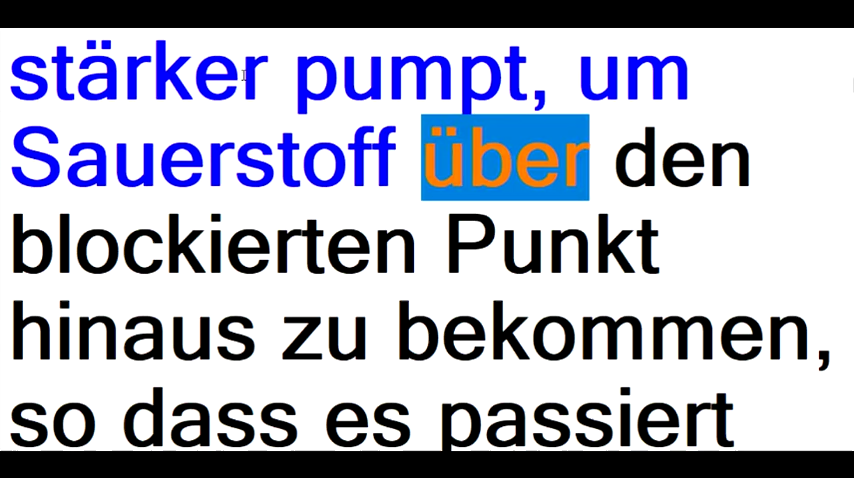 stärker pumpt, um
Sauerstoff über den
blockierten Punkt
hinaus zu bekommen,
so dass es passiert